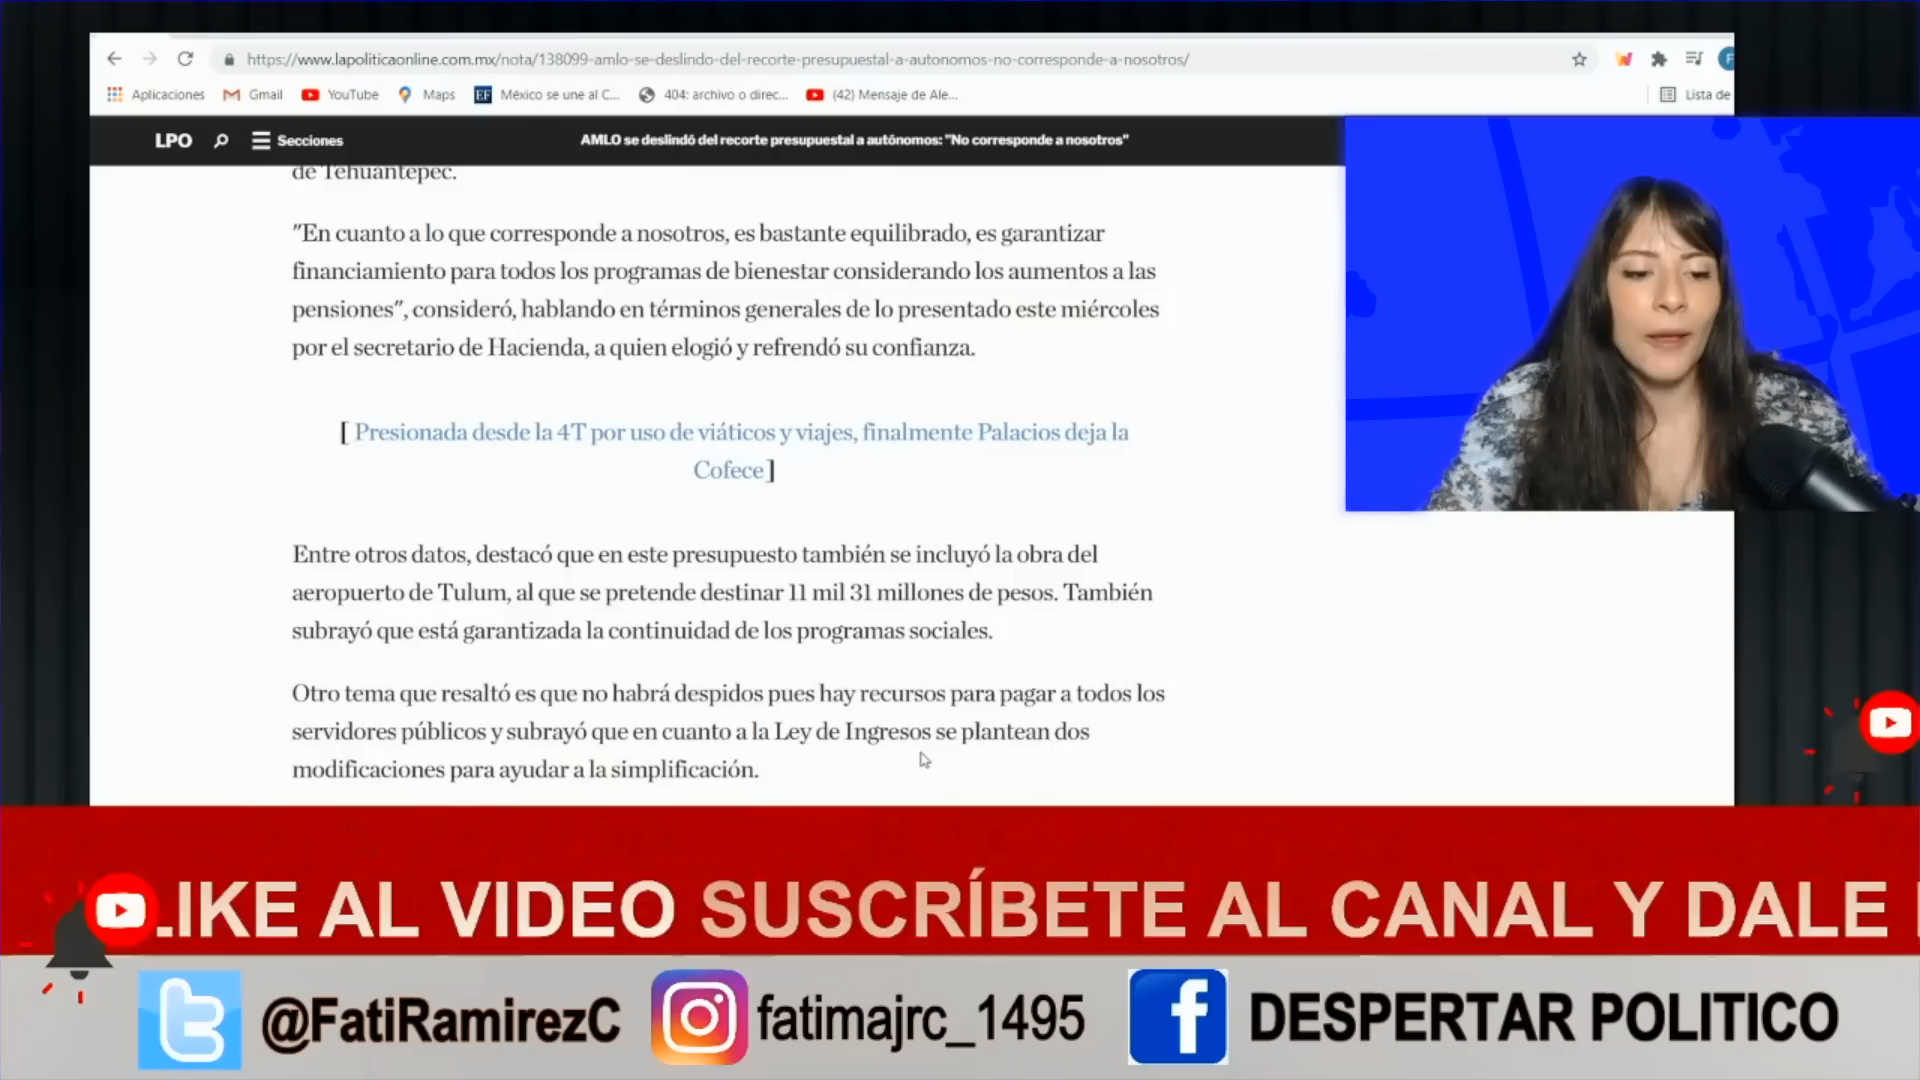 https://www.lapoliticaonline.com.mx/nota/138099-amlo-se-deslindo-del-recorte-presupuestal-a-autonomos-no-corresponde-a-nosotros/
Aplicaciones Gmail YouTube Maps EF México se une al C... 404: archivo o direc... (42) Mensaje de Ale... Lista de
LPO Secciones AMLO se deslindó del recorte presupuestal a autónomos: "No corresponde a nosotros"
de Tehuantepec.
"En cuanto a lo que corresponde a nosotros, es bastante equilibrado, es garantizar
financiamiento para todos los programas de bienestar considerando los aumentos a las
pensiones", consideró, hablando en términos generales de lo presentado este miércoles
por el secretario de Hacienda, a quien elogió y refrendó su confianza.
[ Presionada desde la 4T por uso de viáticos y viajes, finalmente Palacios deja la
Cofece ]
Entre otros datos, destacó que en este presupuesto también se incluyó la obra del
aeropuerto de Tulum, al que se pretende destinar 11 mil 31 millones de pesos. También
subrayó que está garantizada la continuidad de los programas sociales.
Otro tema que resaltó es que no habrá despidos pues hay recursos para pagar a todos los
servidores públicos y subrayó que en cuanto a la Ley de Ingresos se plantean dos
modificaciones para ayudar a la simplificación.
LIKE AL VIDEO SUSCRÍBETE AL CANAL Y DALE
@FatiRamirezC fatimajrc_1495 DESPERTAR POLITICO